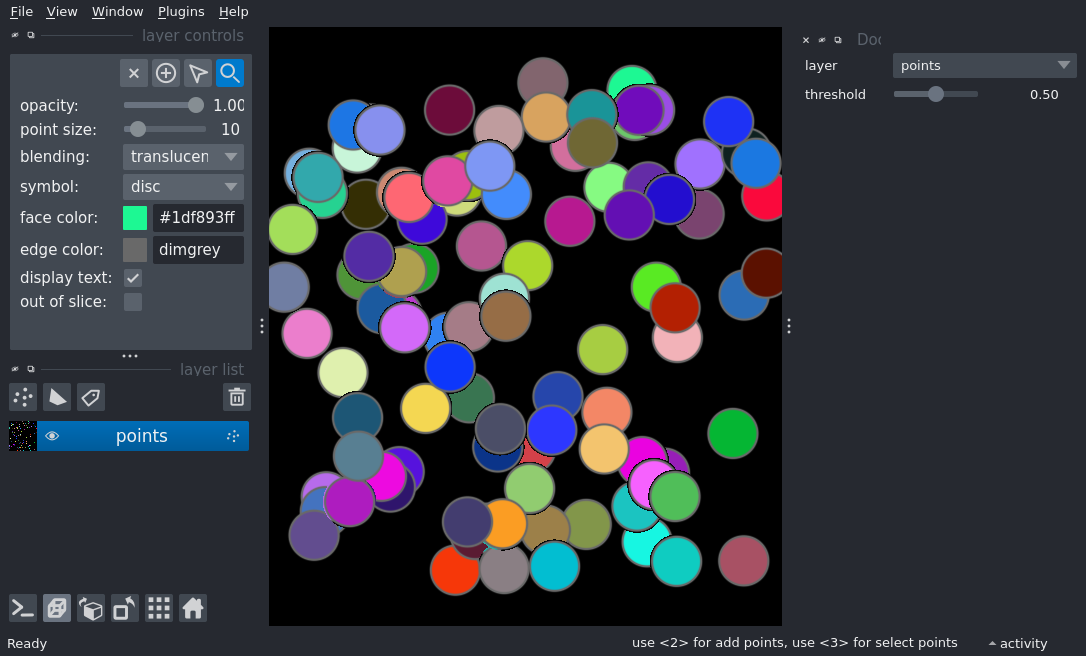 File View Window Plugins Help
layer controls
opacity: 1.00
point size: 10
blending: translucen
symbol: disc
face color: #1df893ff
edge color: dimgrey
display text:
out of slice:
layer list
points
layer points
threshold 0.50
Ready
use <2> for add points, use <3> for select points
activity